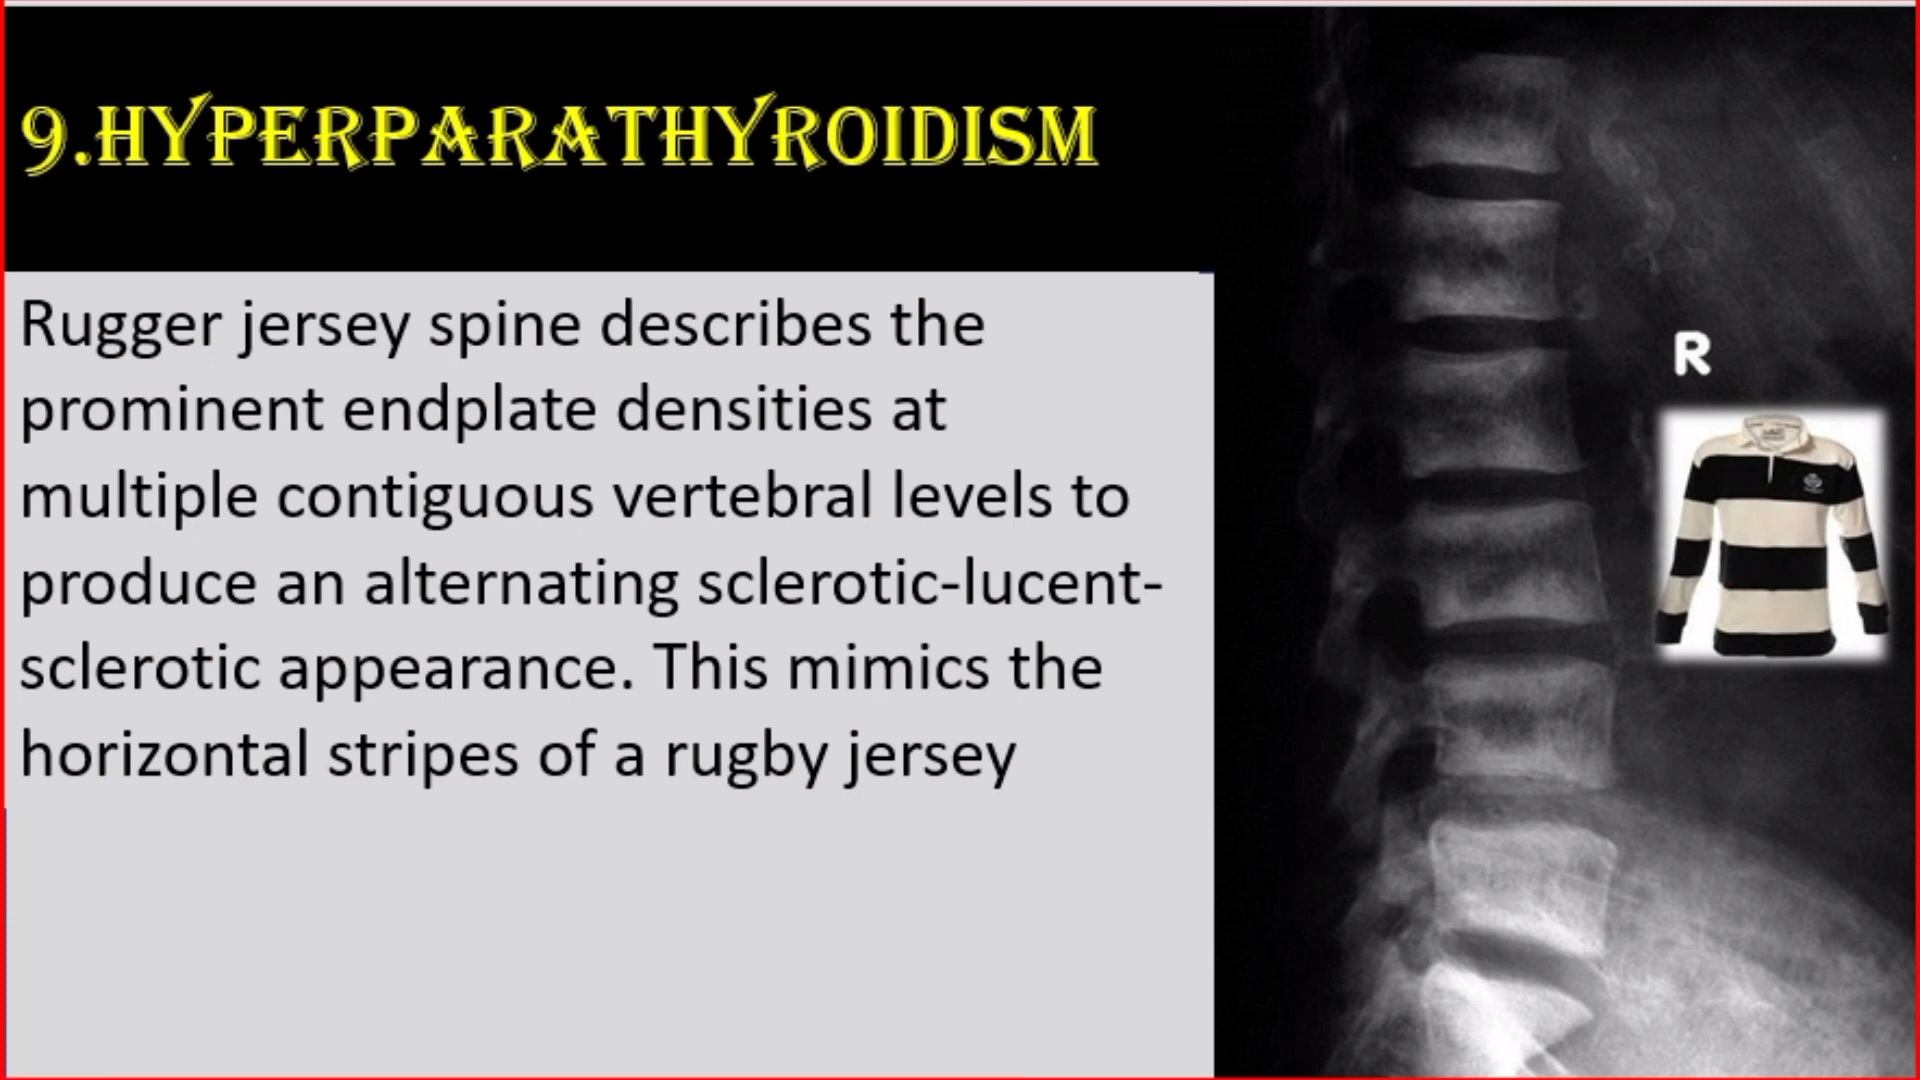 9.HYPERPARATHYROIDISM
Rugger jersey spine describes the
prominent endplate densities at
multiple contiguous vertebral levels to
produce an alternating sclerotic-lucent-
sclerotic appearance. This mimics the
horizontal stripes of a rugby jersey
R